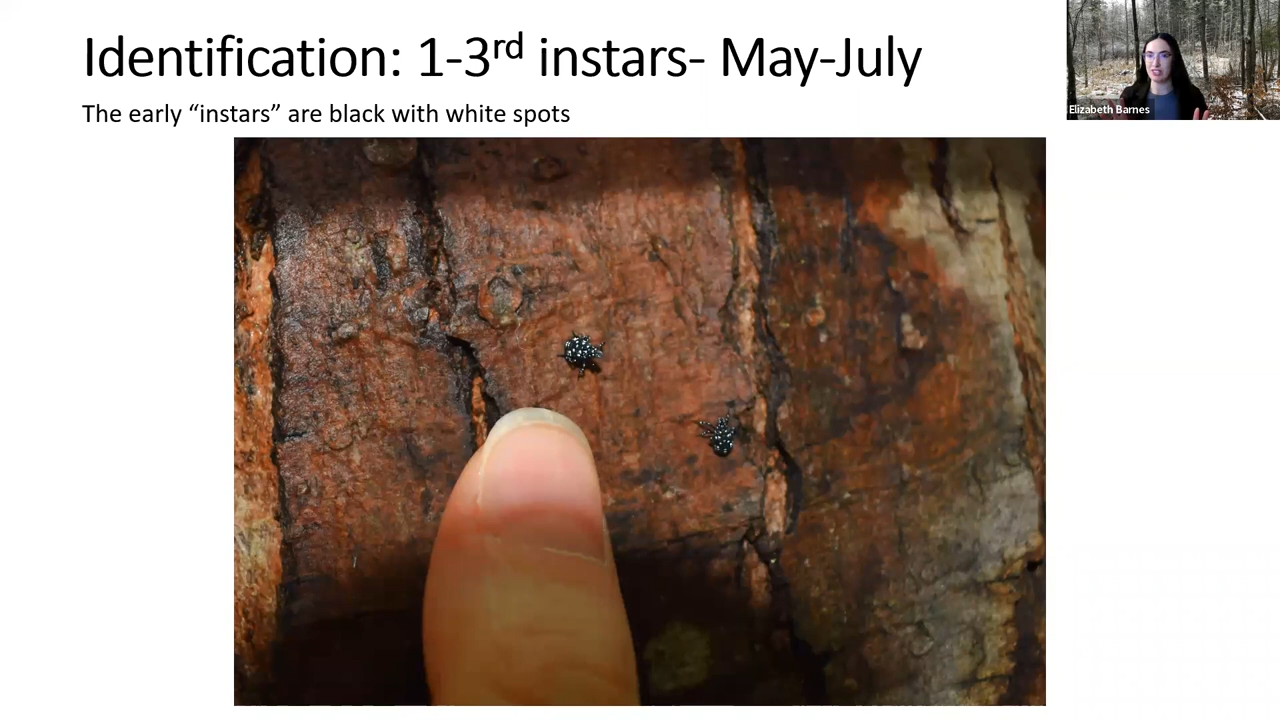 Identification: 1-3rd instars- May-July
The early “instars” are black with white spots
Elizabeth Barnes